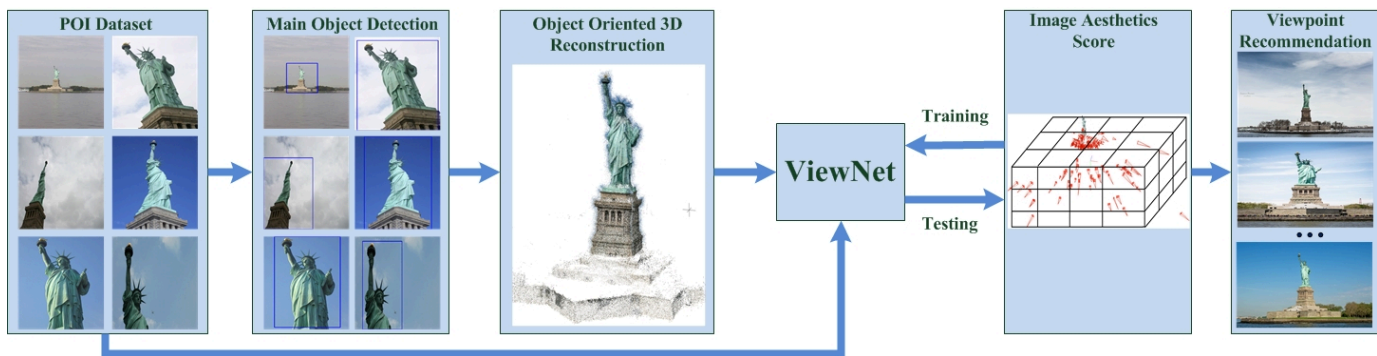 POI Dataset
Main Object Detection
Object Oriented 3D
Reconstruction
ViewNet
Training
Testing
Image Aesthetics
Score
Viewpoint
Recommendation